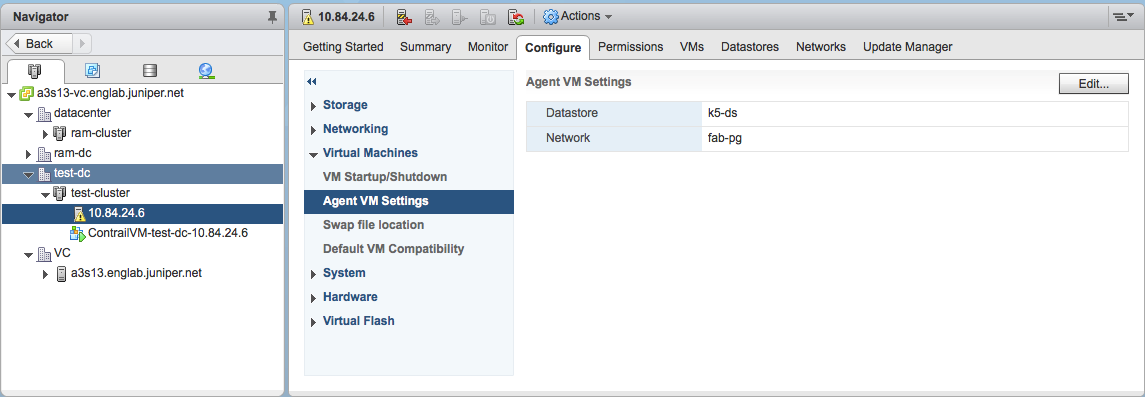 Navigator
Back
a3s13-vc.englab.juniper.net
datacenter
ram-cluster
ram-dc
test-dc
test-cluster
10.84.24.6
ContrailVM-test-dc-10.84.24.6
VC
a3s13.englab.juniper.net
10.84.24.6 Actions
Getting Started Summary Monitor Configure Permissions VMs Datastores Networks Update Manager
Storage
Networking
Virtual Machines
VM Startup/Shutdown
Agent VM Settings
Swap file location
Default VM Compatibility
System
Hardware
Virtual Flash
Agent VM Settings Edit...
Datastore k5-ds
Network fab-pg